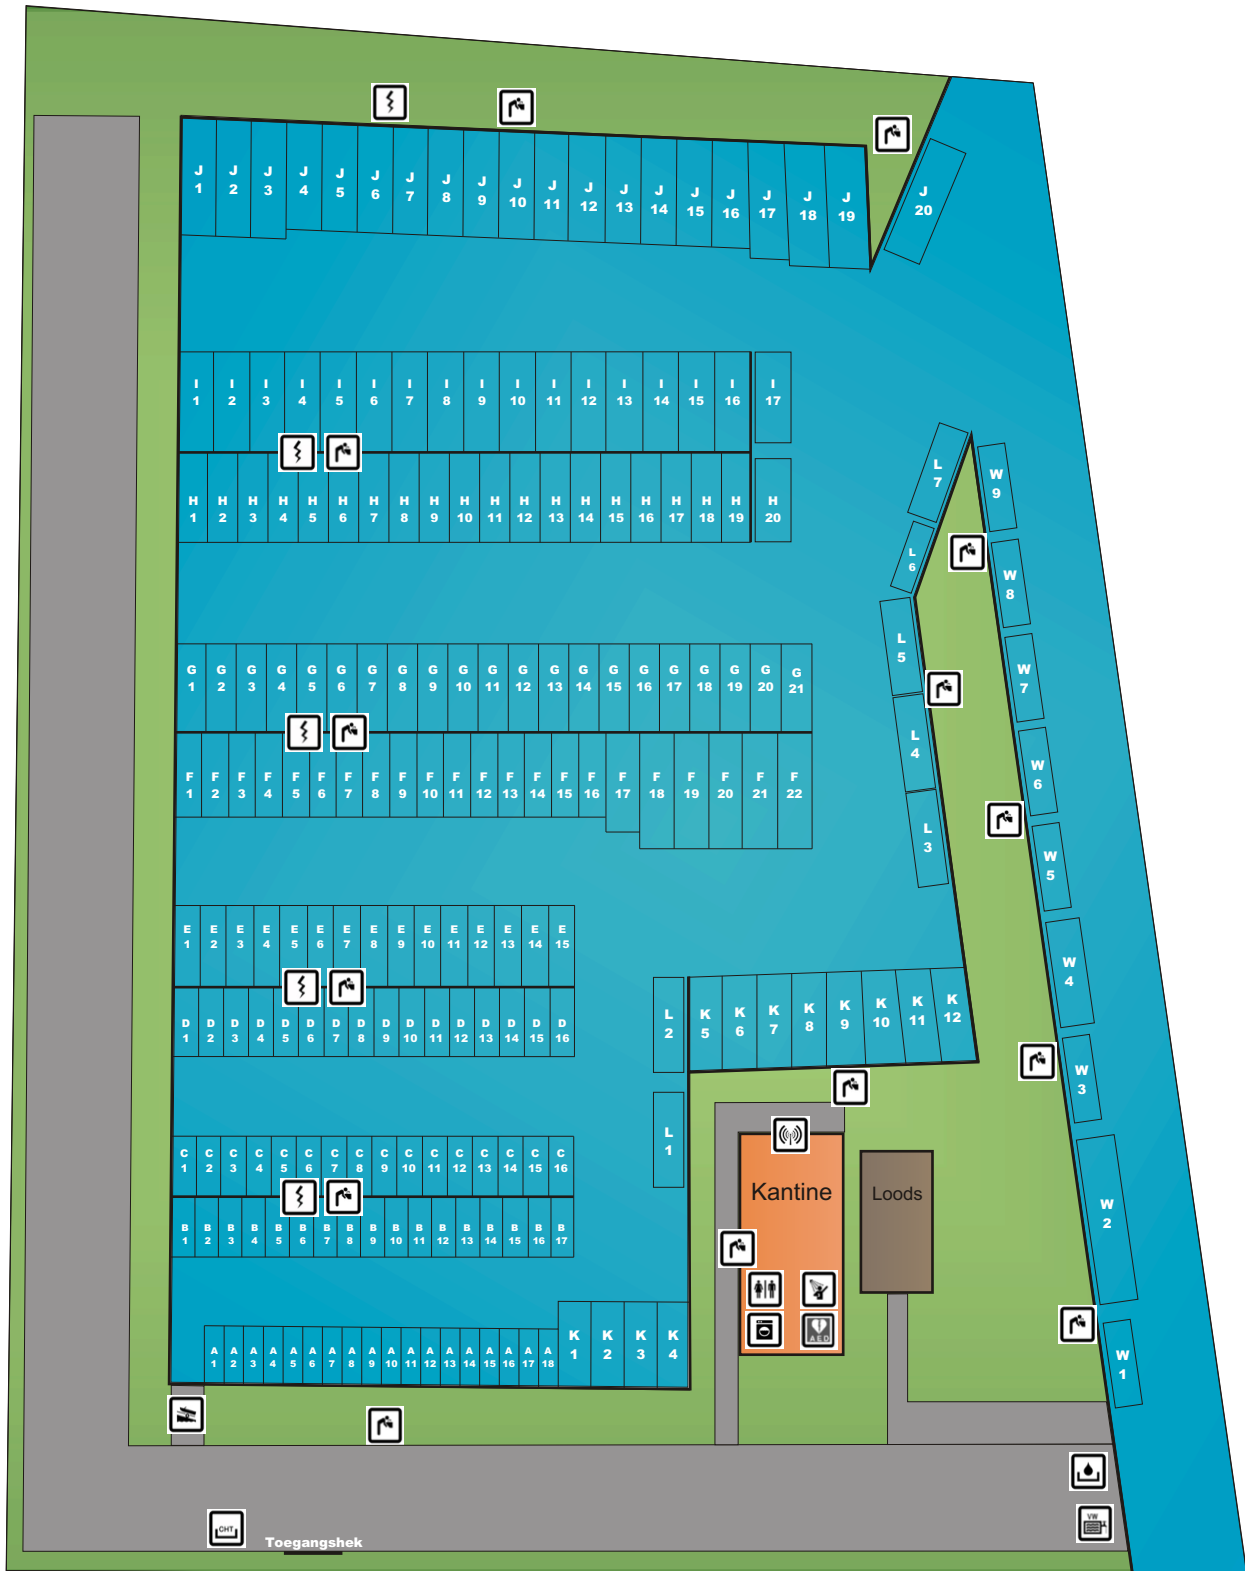 J 1 J 2 J 3 J 4 J 5 J 6 J 7 J 8 J 9 J 10 J 11 J 12 J 13 J 14 J 15 J 16 J 17 J 18 J 19 J 20
I 1 I 2 I 3 I 4 I 5 I 6 I 7 I 8 I 9 I 10 I 11 I 12 I 13 I 14 I 15 I 16 I 17
H 1 H 2 H 3 H 4 H 5 H 6 H 7 H 8 H 9 H 10 H 11 H 12 H 13 H 14 H 15 H 16 H 17 H 18 H 19 H 20
L 7
L 6
L 5
L 4
L 3
W 9
W 8
W 7
W 6
W 5
W 4
W 3
W 2
W 1
G 1 G 2 G 3 G 4 G 5 G 6 G 7 G 8 G 9 G 10 G 11 G 12 G 13 G 14 G 15 G 16 G 17 G 18 G 19 G 20 G 21
F 1 F 2 F 3 F 4 F 5 F 6 F 7 F 8 F 9 F 10 F 11 F 12 F 13 F 14 F 15 F 16 F 17 F 18 F 19 F 20 F 21 F 22
E 1 E 2 E 3 E 4 E 5 E 6 E 7 E 8 E 9 E 10 E 11 E 12 E 13 E 14 E 15
D 1 D 2 D 3 D 4 D 5 D 6 D 7 D 8 D 9 D 10 D 11 D 12 D 13 D 14 D 15 D 16
L 2
K 5 K 6 K 7 K 8 K 9 K 10 K 11 K 12
L 1
C 1 C 2 C 3 C 4 C 5 C 6 C 7 C 8 C 9 C 10 C 11 C 12 C 13 C 14 C 15 C 16
B 1 B 2 B 3 B 4 B 5 B 6 B 7 B 8 B 9 B 10 B 11 B 12 B 13 B 14 B 15 B 16 B 17
Kantine
Loods
AED
A 1 A 2 A 3 A 4 A 5 A 6 A 7 A 8 A 9 A 10 A 11 A 12 A 13 A 14 A 15 A 16 A 17 A 18
K 1 K 2 K 3 K 4
CHT
VW
Toegangshek